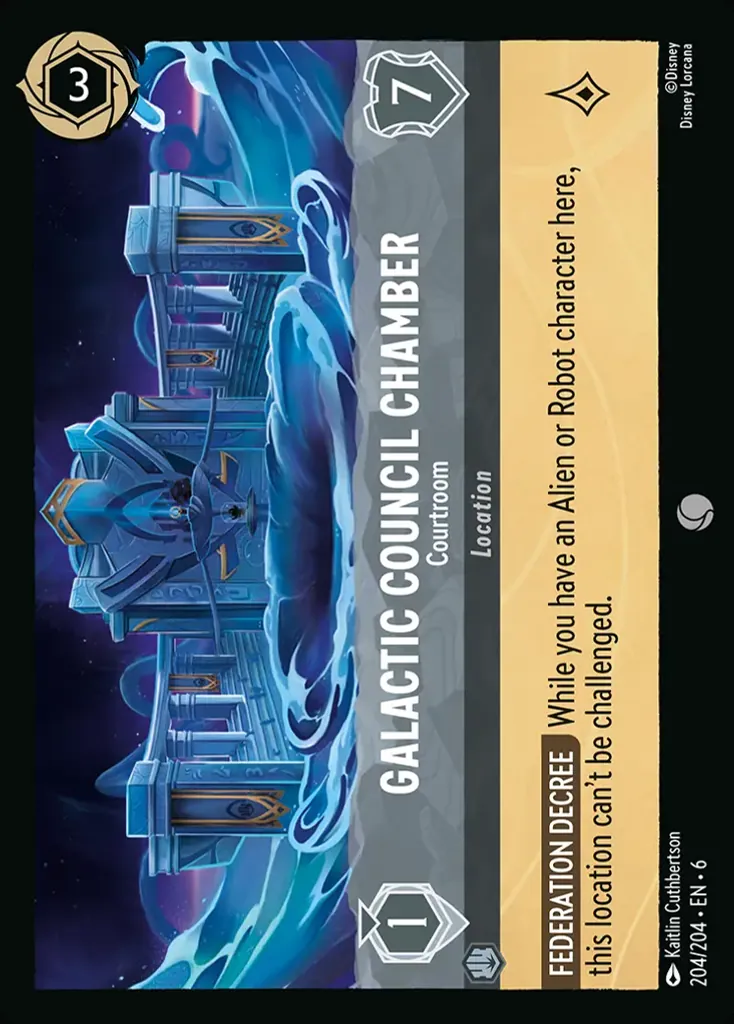 3
7
1
GALACTIC COUNCIL CHAMBER
Courtroom
Location
FEDERATION DECREE While you have an Alien or Robot character here,
this location can't be challenged.
Kaitlin Cuthbertson
204/204 • EN • 6
©Disney
Disney Lorcana